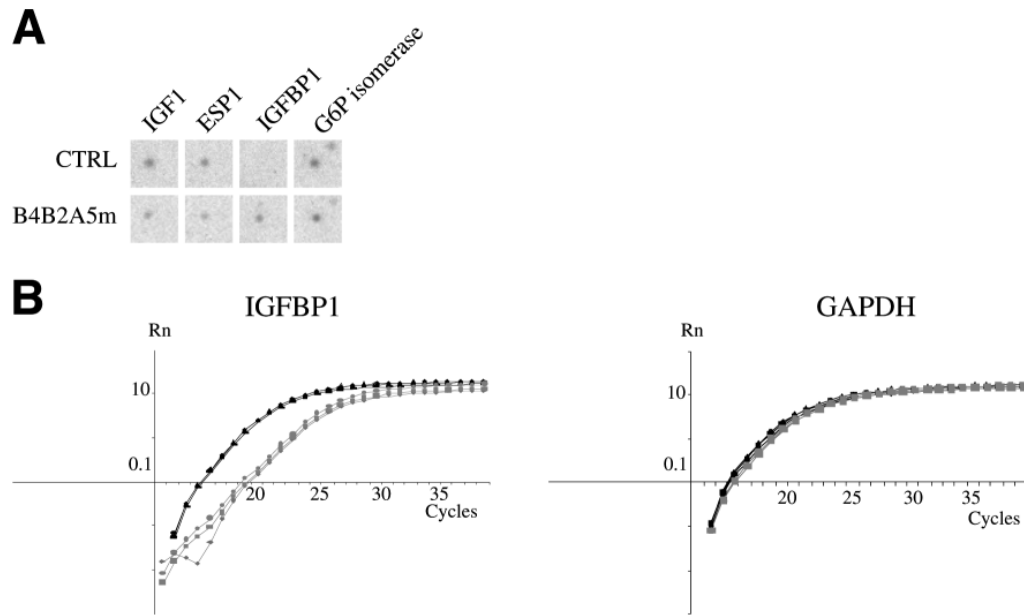 A
IGF1 ESP1 IGFBP1 G6P isomerase
CTRL
B4B2A5m
B
IGFBP1
Rn
10
0.1
20 25 30 35
Cycles
GAPDH
Rn
10
0.1
20 25 30 35
Cycles